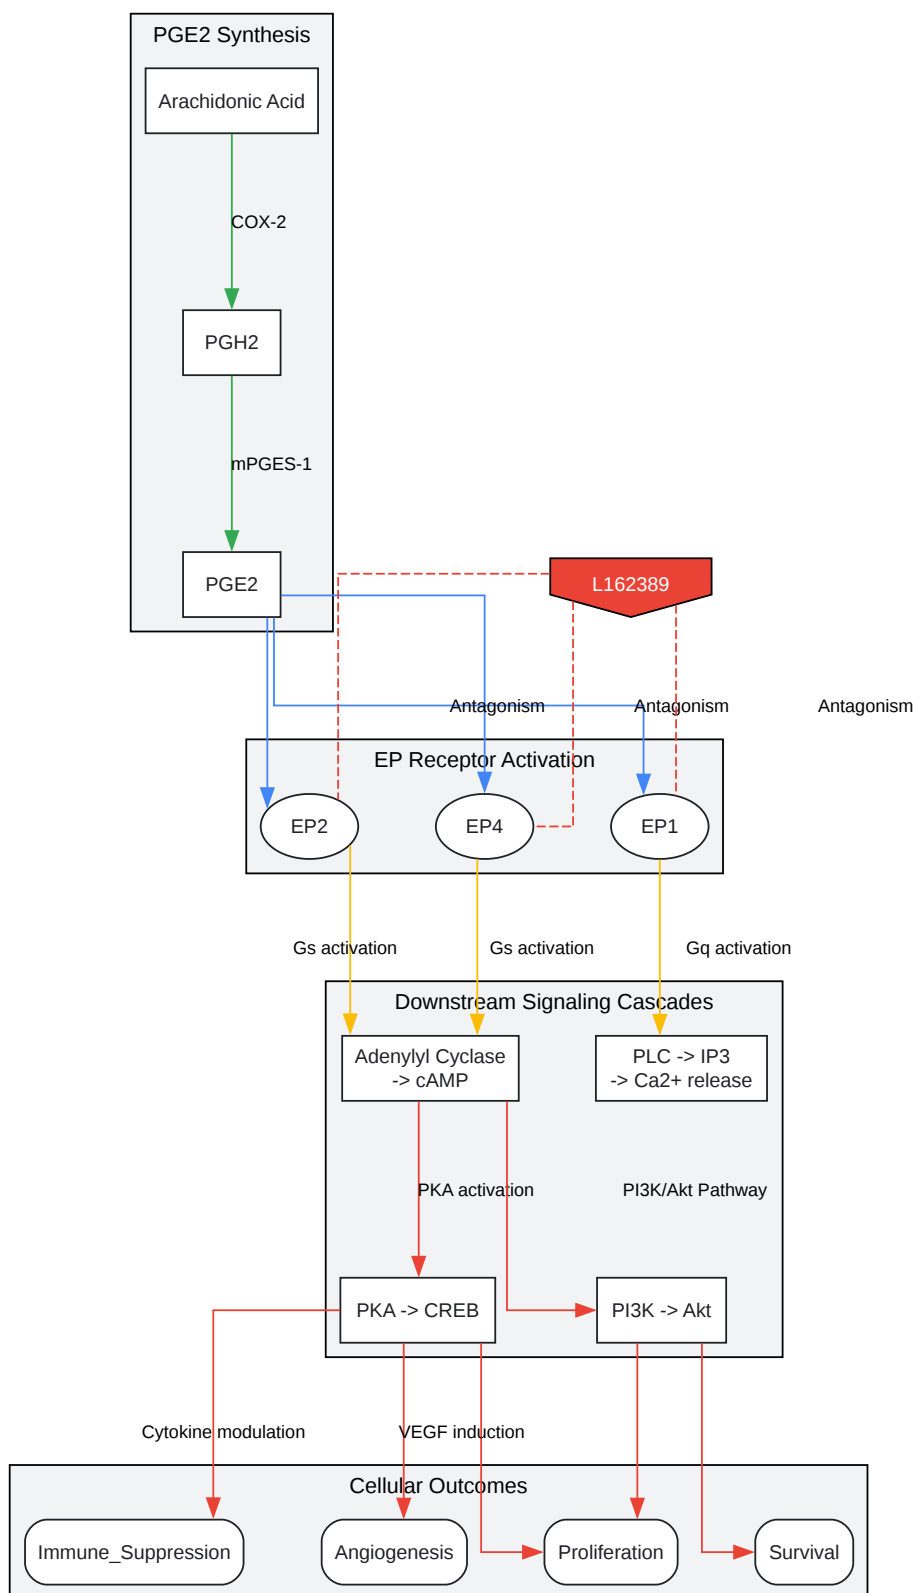 PGE2 Synthesis
Arachidonic Acid
COX-2
PGH2
mPGES-1
PGE2
L162389
Antagonism
Antagonism
Antagonism
EP Receptor Activation
EP2
EP4
EP1
Gs activation
Gs activation
Gq activation
Downstream Signaling Cascades
Adenylyl Cyclase
-> cAMP
PLC -> IP3
-> Ca2+ release
PKA activation
PI3K/Akt Pathway
PKA -> CREB
PI3K -> Akt
Cytokine modulation
VEGF induction
Cellular Outcomes
Immune_Suppression
Angiogenesis
Proliferation
Survival